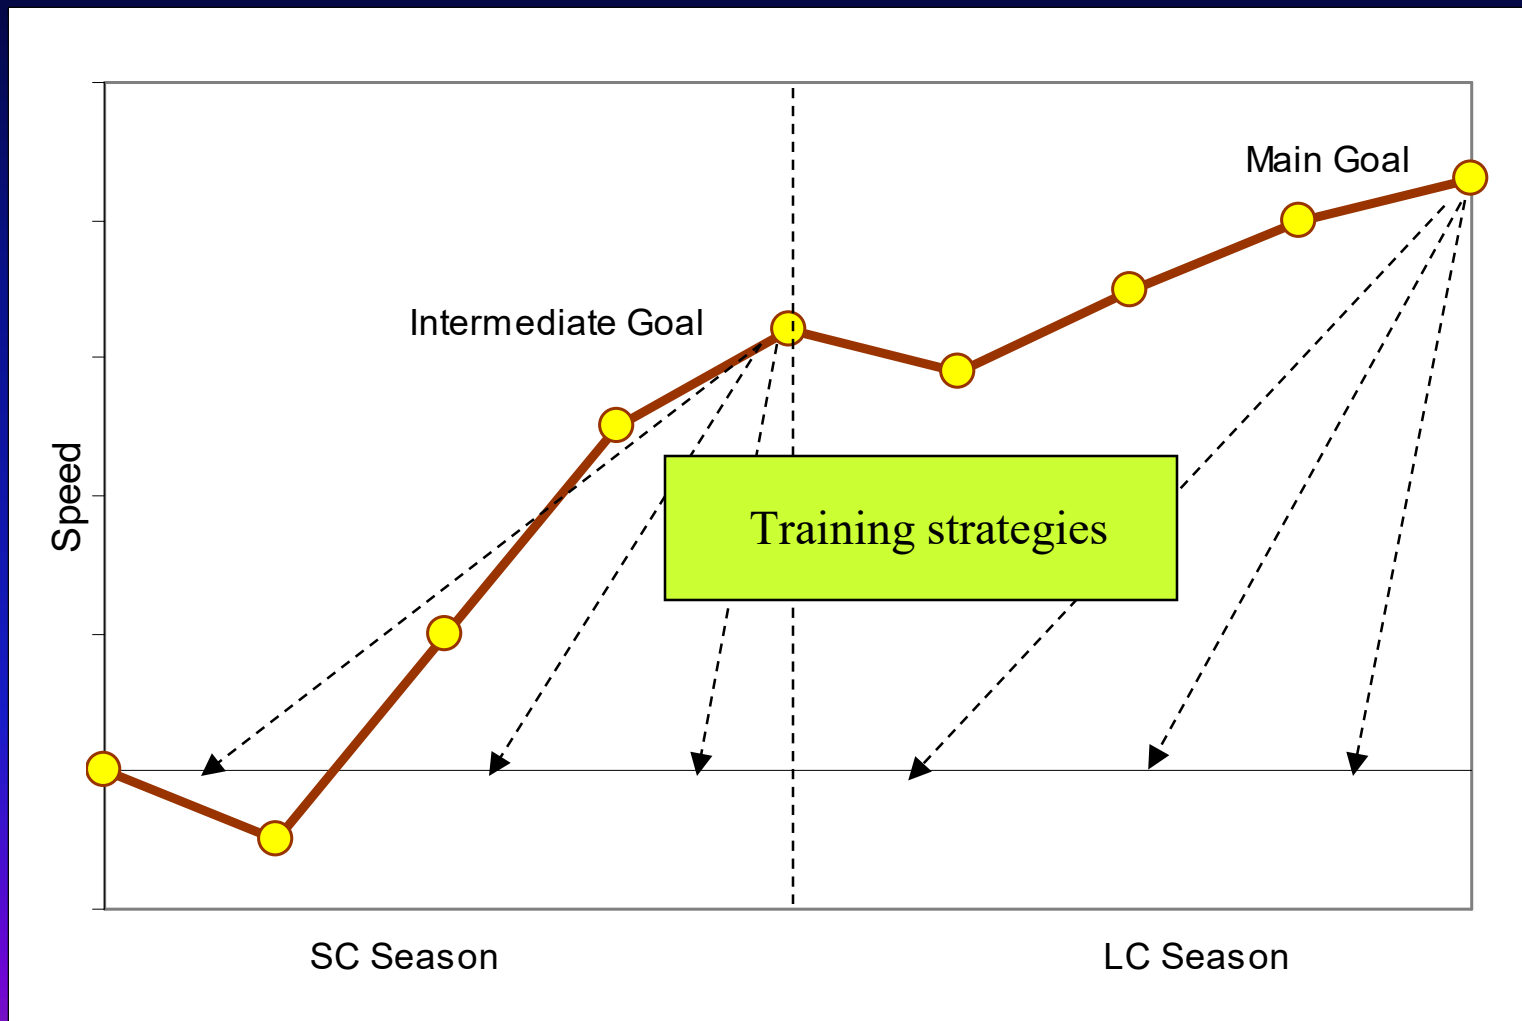 Main Goal
Intermediate Goal
Speed
Training strategies
SC Season
LC Season